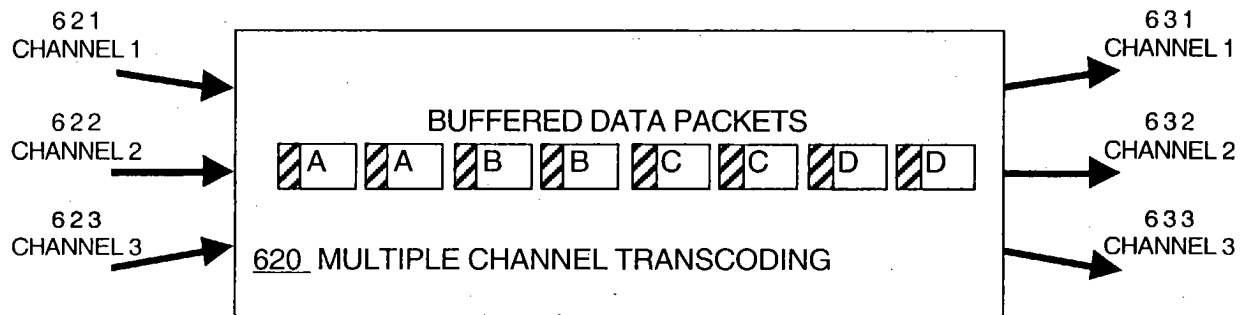 621
CHANNEL 1
622
CHANNEL 2
623
CHANNEL 3
BUFFERED DATA PACKETS
A A B B C C D D
620 MULTIPLE CHANNEL TRANSCODING
631
CHANNEL 1
632
CHANNEL 2
633
CHANNEL 3